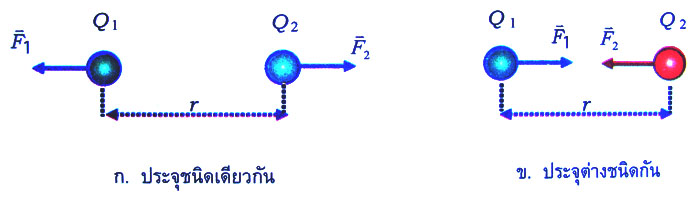 Q1 Q2
F̄1 F̄2
r
ก. ประจุชนิดเดียวกัน
Q1 Q2
F̄1 F̄2
r
ข. ประจุต่างชนิดกัน